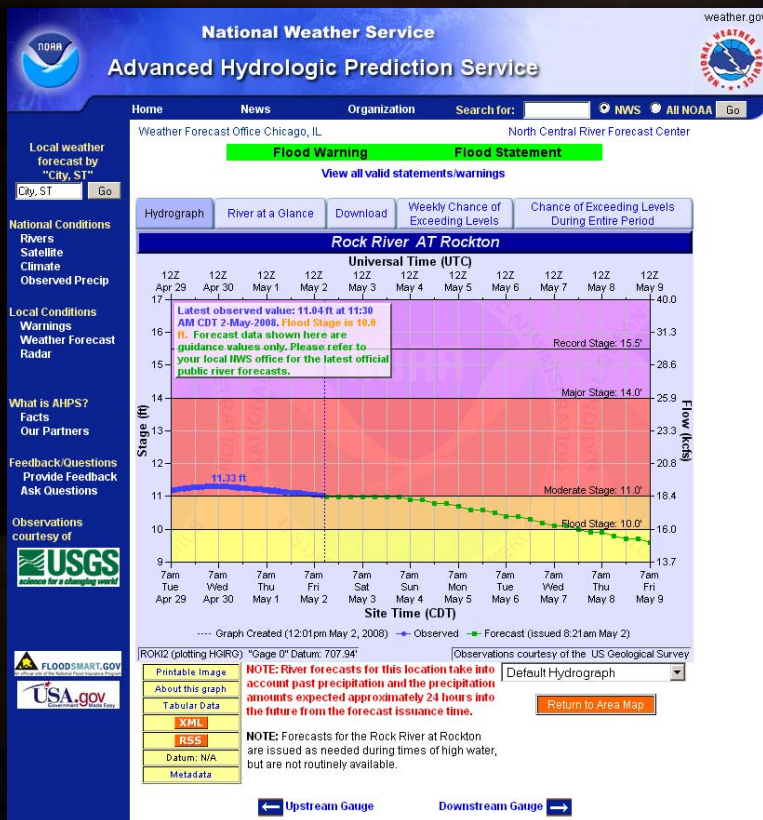 weather.gov
NOAA
NATIONAL WEATHER SERVICE
National Weather Service
Advanced Hydrologic Prediction Service
Home News Organization Search for: NWS All NOAA Go
Local weather
forecast by
"City, ST"
City, ST Go
National Conditions
Rivers
Satellite
Climate
Observed Precip
Local Conditions
Warnings
Weather Forecast
Radar
What is AHPS?
Facts
Our Partners
Feedback/Questions
Provide Feedback
Ask Questions
Observations
courtesy of
USGS
science for a changing world
FLOODSMART.GOV
USA.gov
Government Made Easy
Weather Forecast Office Chicago, IL North Central River Forecast Center
Flood Warning Flood Statement
View all valid statements/warnings
Hydrograph
River at a Glance
Download
Weekly Chance of
Exceeding Levels
Chance of Exceeding Levels
During Entire Period
Rock River AT Rockton
Universal Time (UTC)
12Z 12Z 12Z 12Z 12Z 12Z 12Z 12Z 12Z 12Z 12Z
Apr 29 Apr 30 May 1 May 2 May 3 May 4 May 5 May 6 May 7 May 8 May 9
Latest observed value: 11.04 ft at 11:30
AM CDT 2-May-2008. Flood Stage is 10.0
ft. Forecast data shown here are
guidance values only. Please refer to
your local NWS office for the latest official
public river forecasts.
Stage (ft)
17
16
15
14
13
12
11
10
9
Flow (kcfs)
40.0
31.3
28.6
25.9
23.3
20.8
18.4
16.0
13.7
Record Stage: 15.5'
Major Stage: 14.0'
11.33 ft
Moderate Stage: 11.0'
Flood Stage: 10.0'
7am 7am 7am 7am 7am 7am 7am 7am 7am 7am 7am
Tue Wed Thu Fri Sat Sun Mon Tue Wed Thu Fri
Apr 29 Apr 30 May 1 May 2 May 3 May 4 May 5 May 6 May 7 May 8 May 9
Site Time (CDT)
---- Graph Created (12:01pm May 2, 2008) Observed Forecast (issued 8:21am May 2)
ROKI2 (plotting HGIRG) "Gage 0" Datum: 707.94' Observations courtesy of the US Geological Survey
Printable Image
About this graph
Tabular Data
XML
RSS
Datum: N/A
Metadata
NOTE: River forecasts for this location take into
account past precipitation and the precipitation
amounts expected approximately 24 hours into
the future from the forecast issuance time.
NOTE: Forecasts for the Rock River at Rockton
are issued as needed during times of high water,
but are not routinely available.
Default Hydrograph
Return to Area Map
Upstream Gauge Downstream Gauge